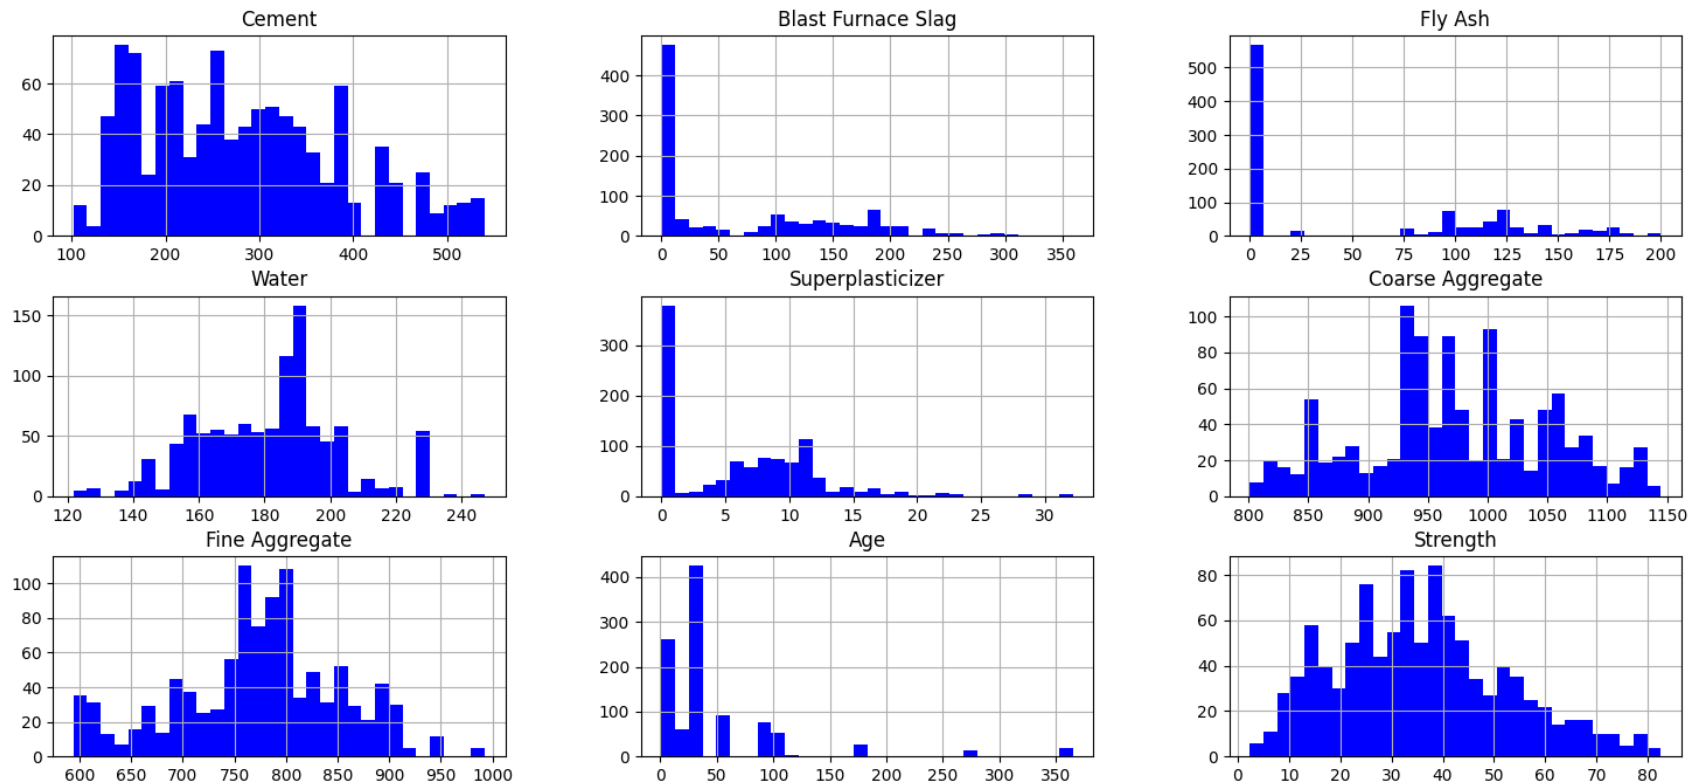 Cement
60
40
20
0
100 200 300 400 500
Blast Furnace Slag
400
300
200
100
0
0 50 100 150 200 250 300 350
Fly Ash
500
400
300
200
100
0
0 25 50 75 100 125 150 175 200
Water
150
100
50
0
120 140 160 180 200 220 240
Superplasticizer
300
200
100
0
0 5 10 15 20 25 30
Coarse Aggregate
100
80
60
40
20
0
800 850 900 950 1000 1050 1100 1150
Fine Aggregate
100
80
60
40
20
0
600 650 700 750 800 850 900 950 1000
Age
400
300
200
100
0
0 50 100 150 200 250 300 350
Strength
80
60
40
20
0
0 10 20 30 40 50 60 70 80